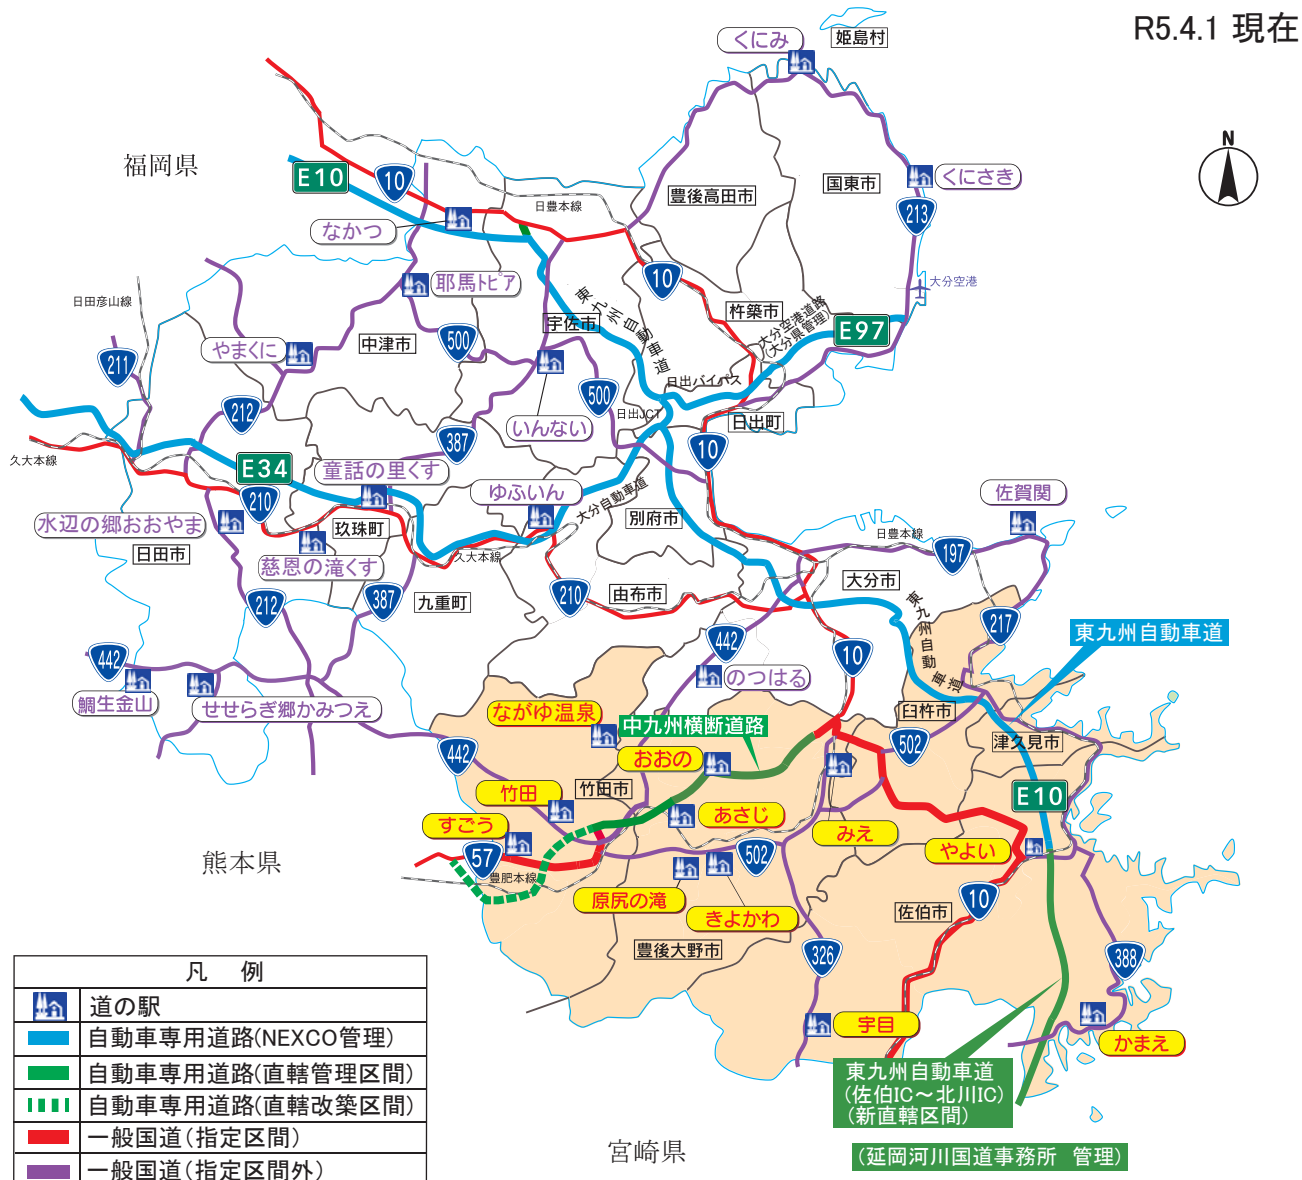 R5.4.1 現在
くにみ
姫島村
N
福岡県
E10
10
日豊本線
豊後高田市
国東市
くにさき
213
なかつ
耶馬トピア
10
大分空港
日田彦山線
東九州自動車道
宇佐市
杵築市
大分空港道路
(大分県管理)
E97
やまくに
中津市
500
211
日出バイパス
500
212
いんない
日出JCT
日出町
387
10
久大本線
E34
童話の里くす
210
ゆふいん
大分自動車道
別府市
佐賀関
水辺の郷おおやま
日田市
玖珠町
慈恩の滝くす
久大本線
日豊本線
197
大分市
212
387
九重町
210
由布市
東九州自動車道
217
東九州自動車道
442
10
442
のつはる
鯛生金山
せせらぎ郷かみつえ
ながゆ温泉
中九州横断道路
臼杵市
502
津久見市
442
おおの
竹田
竹田市
E10
すごう
あさじ
みえ
やよい
57
豊肥本線
502
熊本県
原尻の滝
きよかわ
10
佐伯市
豊後大野市
326
388
宇目
かまえ
東九州自動車道
(佐伯IC～北川IC)
(新直轄区間)
宮崎県
(延岡河川国道事務所 管理)
凡 例
道の駅
自動車専用道路(NEXCO管理)
自動車専用道路(直轄管理区間)
自動車専用道路(直轄改築区間)
一般国道(指定区間)
一般国道(指定区間外)